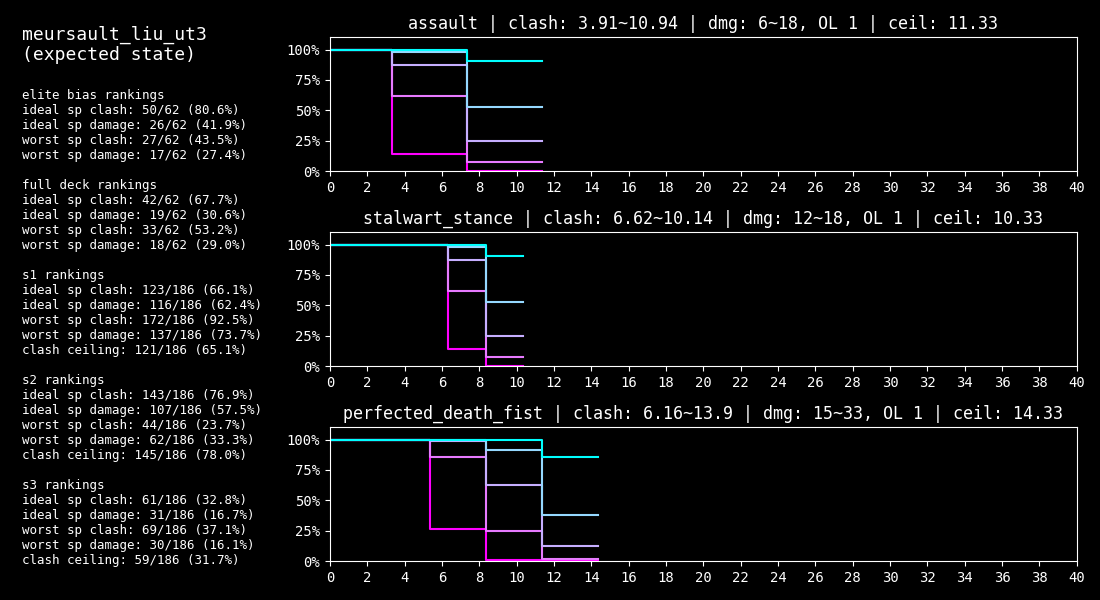 meursault_liu_ut3
(expected state)
elite bias rankings
ideal sp clash: 50/62 (80.6%)
ideal sp damage: 26/62 (41.9%)
worst sp clash: 27/62 (43.5%)
worst sp damage: 17/62 (27.4%)
full deck rankings
ideal sp clash: 42/62 (67.7%)
ideal sp damage: 19/62 (30.6%)
worst sp clash: 33/62 (53.2%)
worst sp damage: 18/62 (29.0%)
s1 rankings
ideal sp clash: 123/186 (66.1%)
ideal sp damage: 116/186 (62.4%)
worst sp clash: 172/186 (92.5%)
worst sp damage: 137/186 (73.7%)
clash ceiling: 121/186 (65.1%)
s2 rankings
ideal sp clash: 143/186 (76.9%)
ideal sp damage: 107/186 (57.5%)
worst sp clash: 44/186 (23.7%)
worst sp damage: 62/186 (33.3%)
clash ceiling: 145/186 (78.0%)
s3 rankings
ideal sp clash: 61/186 (32.8%)
ideal sp damage: 31/186 (16.7%)
worst sp clash: 69/186 (37.1%)
worst sp damage: 30/186 (16.1%)
clash ceiling: 59/186 (31.7%)
assault | clash: 3.91~10.94 | dmg: 6~18, OL 1 | ceil: 11.33
100%
75%
50%
25%
0%
0 2 4 6 8 10 12 14 16 18 20 22 24 26 28 30 32 34 36 38 40
stalwart_stance | clash: 6.62~10.14 | dmg: 12~18, OL 1 | ceil: 10.33
100%
75%
50%
25%
0%
0 2 4 6 8 10 12 14 16 18 20 22 24 26 28 30 32 34 36 38 40
perfected_death_fist | clash: 6.16~13.9 | dmg: 15~33, OL 1 | ceil: 14.33
100%
75%
50%
25%
0%
0 2 4 6 8 10 12 14 16 18 20 22 24 26 28 30 32 34 36 38 40